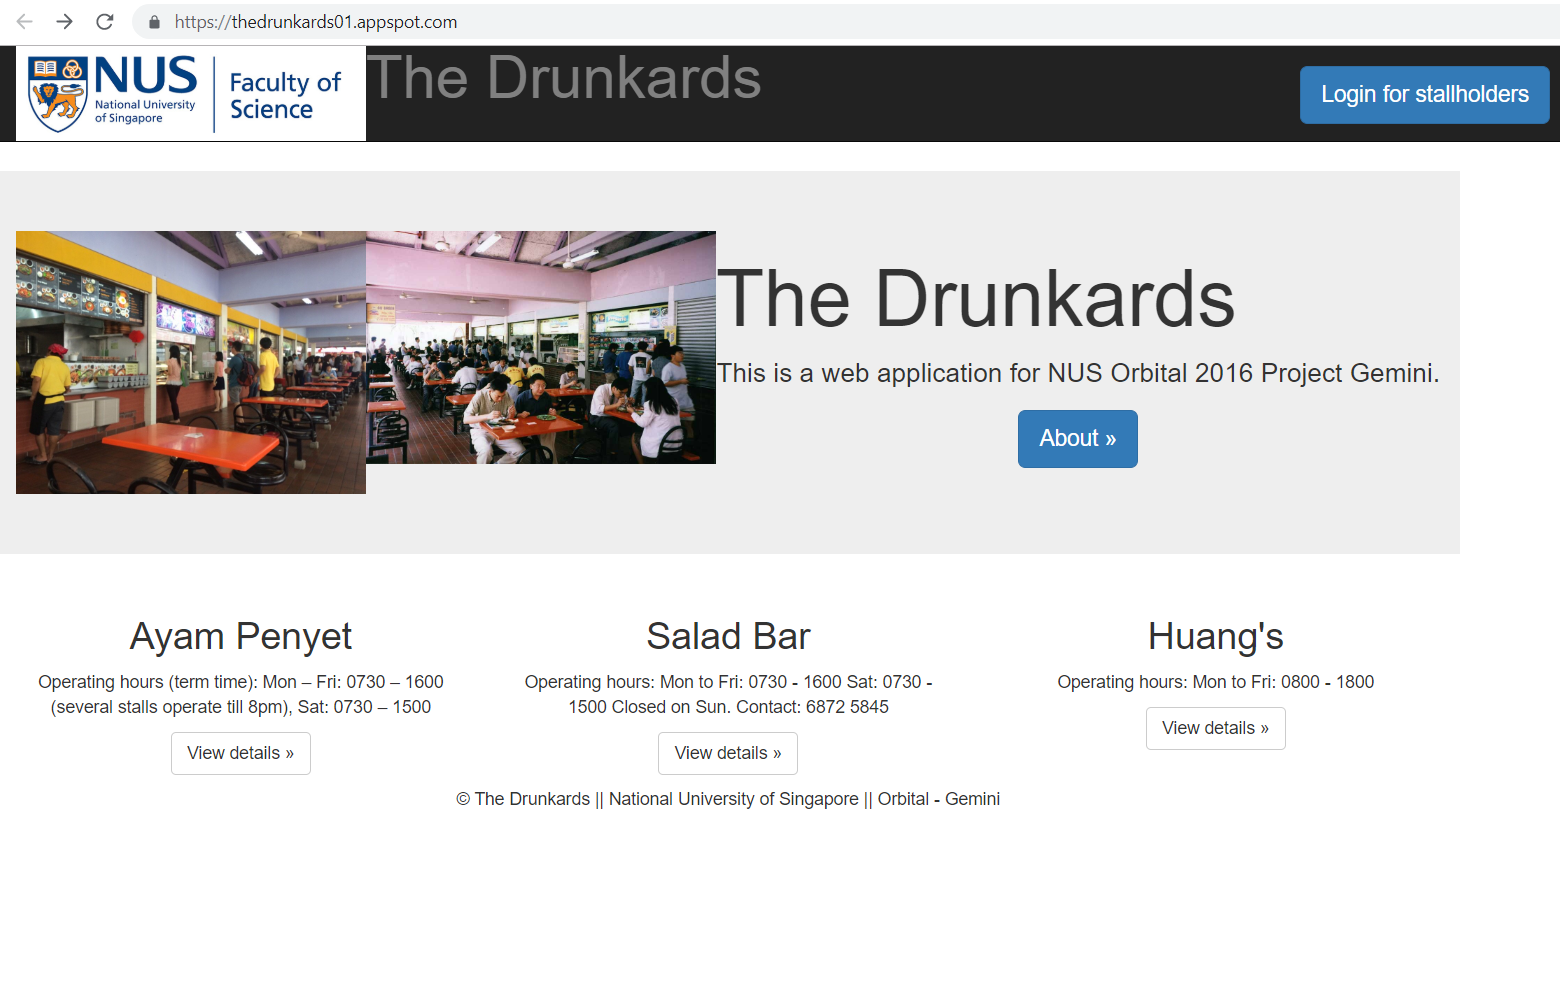 https://thedrunkards01.appspot.com
NUS
National University
of Singapore
Faculty of
Science
The Drunkards
Login for stallholders
The Drunkards
This is a web application for NUS Orbital 2016 Project Gemini.
About »
Ayam Penyet
Operating hours (term time): Mon – Fri: 0730 – 1600
(several stalls operate till 8pm), Sat: 0730 – 1500
View details »
Salad Bar
Operating hours: Mon to Fri: 0730 - 1600 Sat: 0730 -
1500 Closed on Sun. Contact: 6872 5845
View details »
Huang's
Operating hours: Mon to Fri: 0800 - 1800
View details »
© The Drunkards || National University of Singapore || Orbital - Gemini